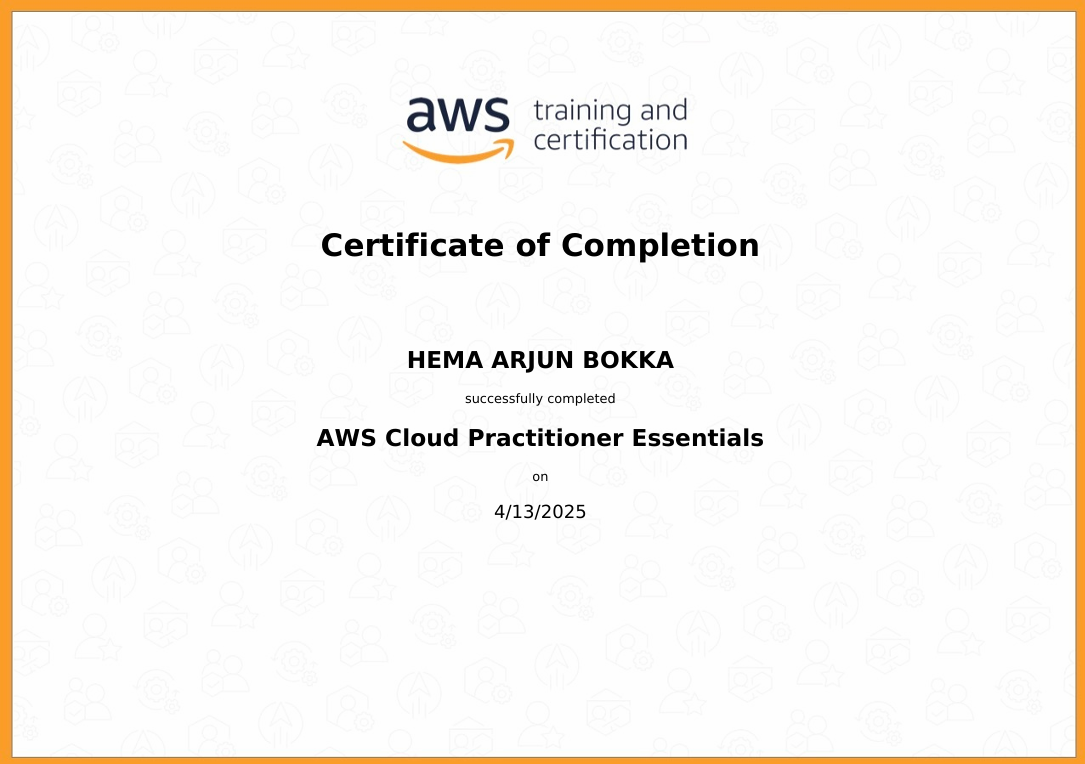 aws training and
certification
Certificate of Completion
HEMA ARJUN BOKKA
successfully completed
AWS Cloud Practitioner Essentials
on
4/13/2025